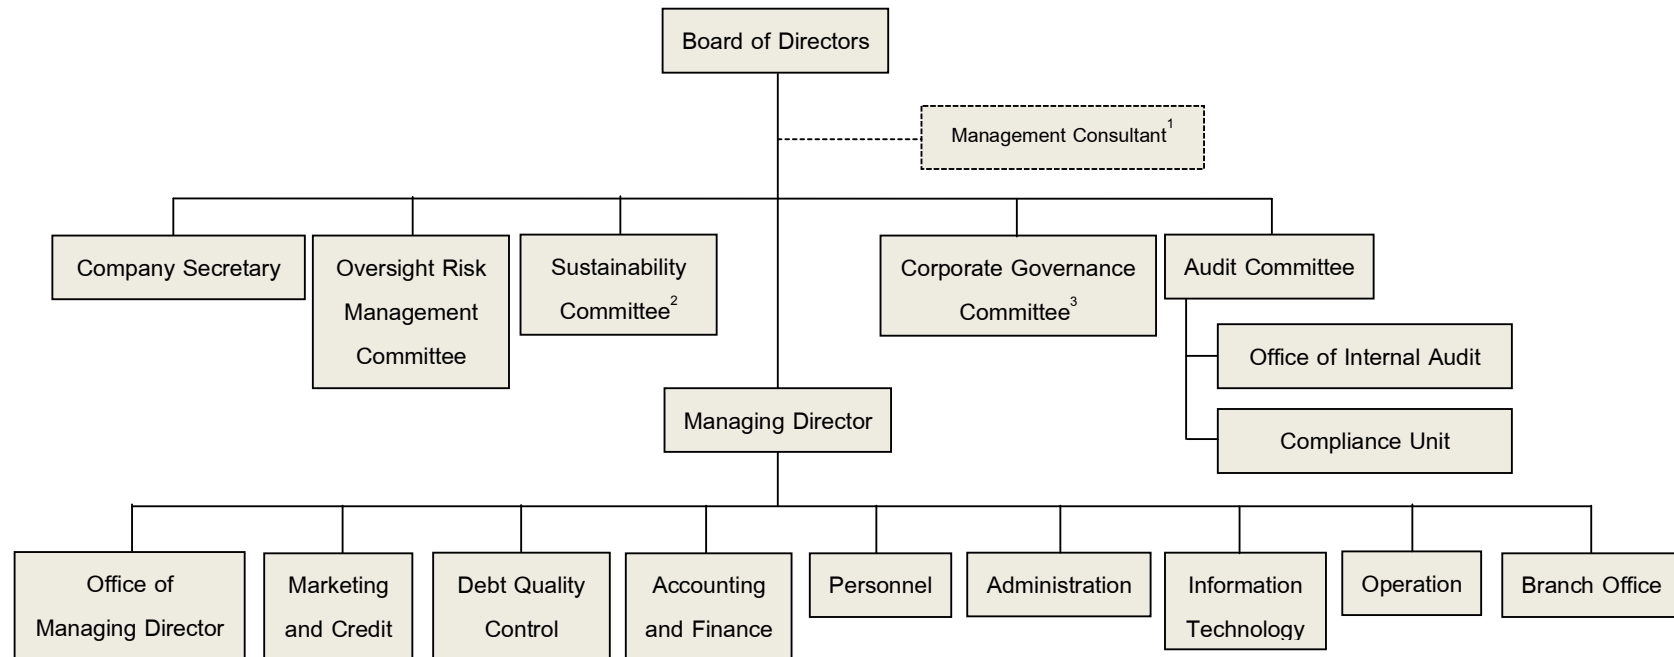 Board of Directors
Management Consultant1
Company Secretary
Oversight Risk
Management
Committee
Sustainability
Committee2
Corporate Governance
Committee3
Audit Committee
Office of Internal Audit
Compliance Unit
Managing Director
Office of
Managing Director
Marketing
and Credit
Debt Quality
Control
Accounting
and Finance
Personnel
Administration
Information
Technology
Operation
Branch Office